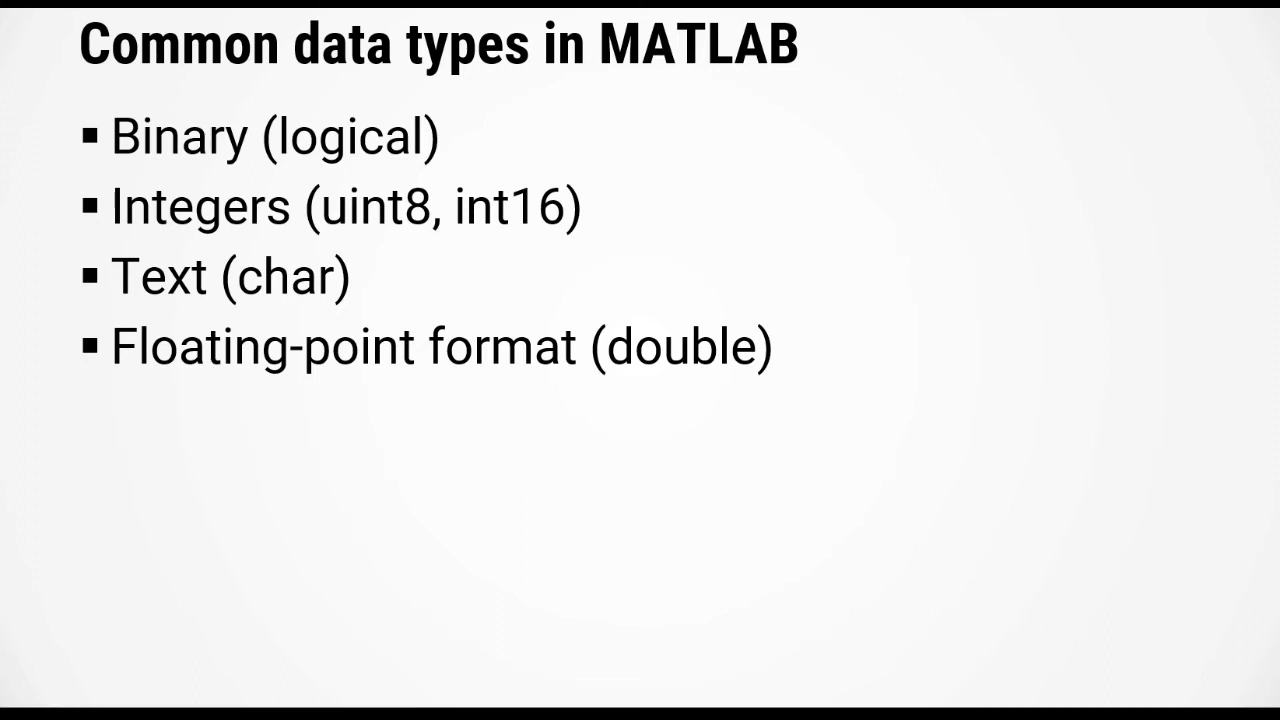 Common data types in MATLAB
▪ Binary (logical)
▪ Integers (uint8, int16)
▪ Text (char)
▪ Floating-point format (double)